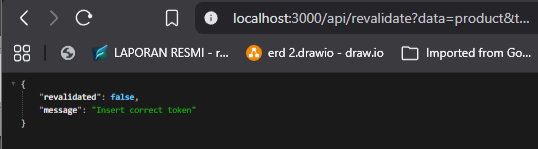 localhost:3000/api/revalidate?data=product&t...
LAPORAN RESMI - r... erd 2.drawio - draw.io Imported from Go...
{
"revalidated": false,
"message": "Insert correct token"
}